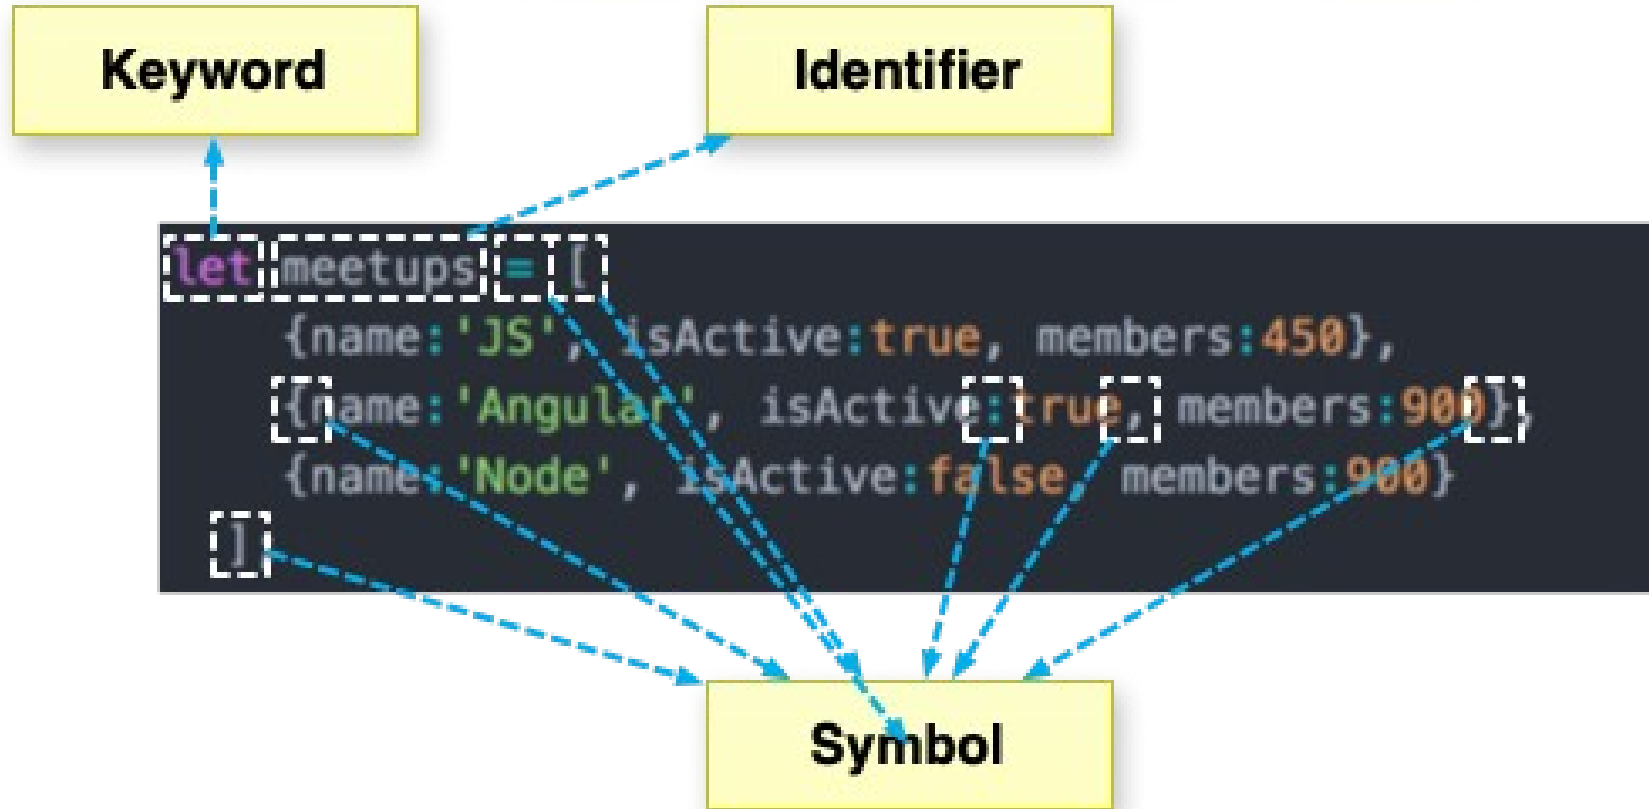 Keyword
Identifier
let meetups = [
{name:'JS', isActive:true, members:450},
{name:'Angular', isActive:true, members:900},
{name:'Node', isActive:false, members:900}
]
Symbol